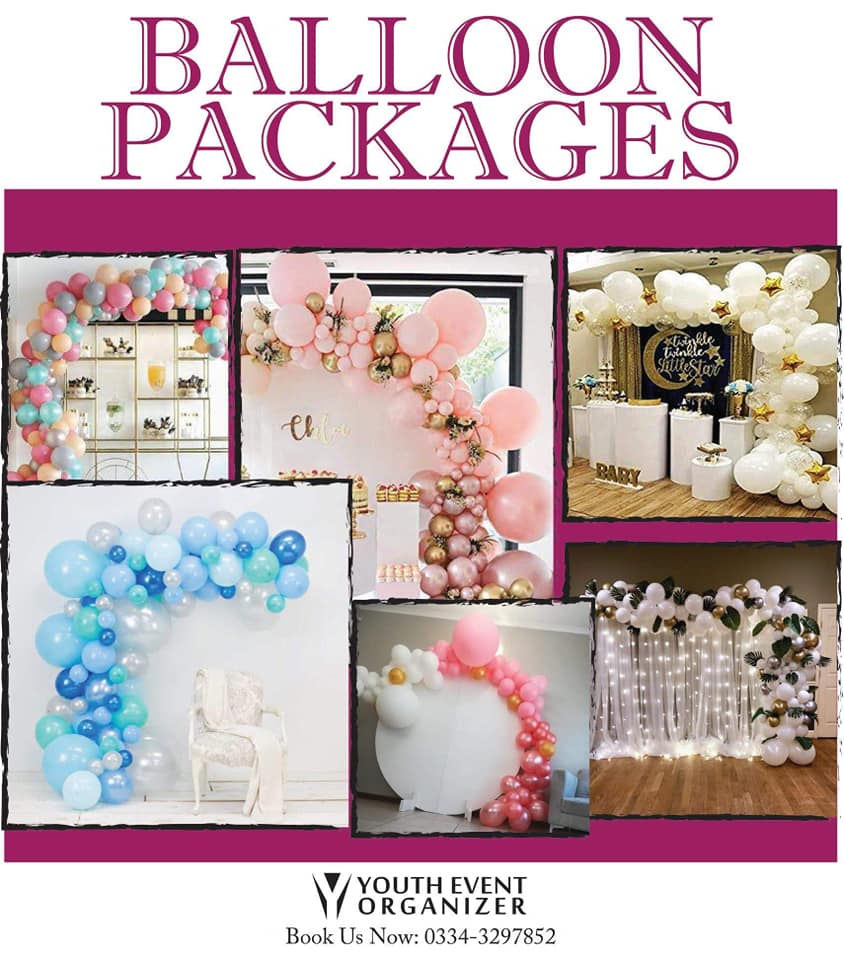 BALLOON
PACKAGES
Chloe
twinkle
twinkle
Little Star
BABY
YOUTH EVENT
ORGANIZER
Book Us Now: 0334-3297852